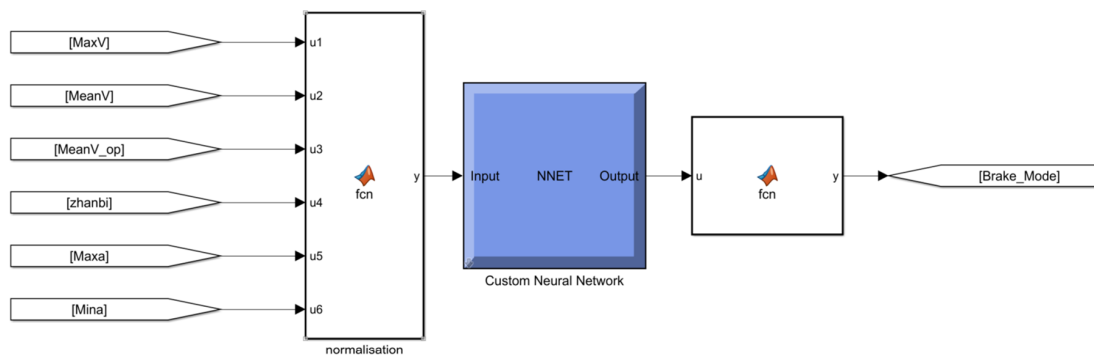 [MaxV]
u1
[MeanV]
u2
[MeanV_op]
u3
fcn
y
[zhanbi]
u4
[Maxa]
u5
[Mina]
u6
normalisation
Input
NNET
Output
Custom Neural Network
u
fcn
y
[Brake_Mode]